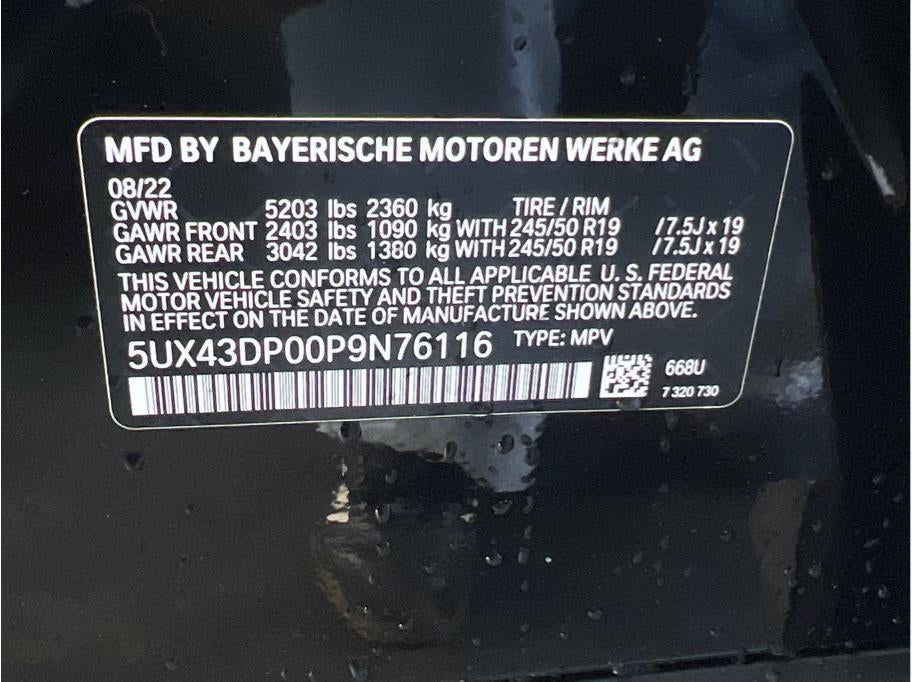 MFD BY BAYERISCHE MOTOREN WERKE AG
08/22
GVWR 5203 lbs 2360 kg TIRE / RIM
GAWR FRONT 2403 lbs 1090 kg WITH 245/50 R19 / 7.5J x 19
GAWR REAR 3042 lbs 1380 kg WITH 245/50 R19 / 7.5J x 19
THIS VEHICLE CONFORMS TO ALL APPLICABLE U. S. FEDERAL
MOTOR VEHICLE SAFETY AND THEFT PREVENTION STANDARDS
IN EFFECT ON THE DATE OF MANUFACTURE SHOWN ABOVE.
5UX43DP00P9N76116 TYPE: MPV
668U
7 320 730